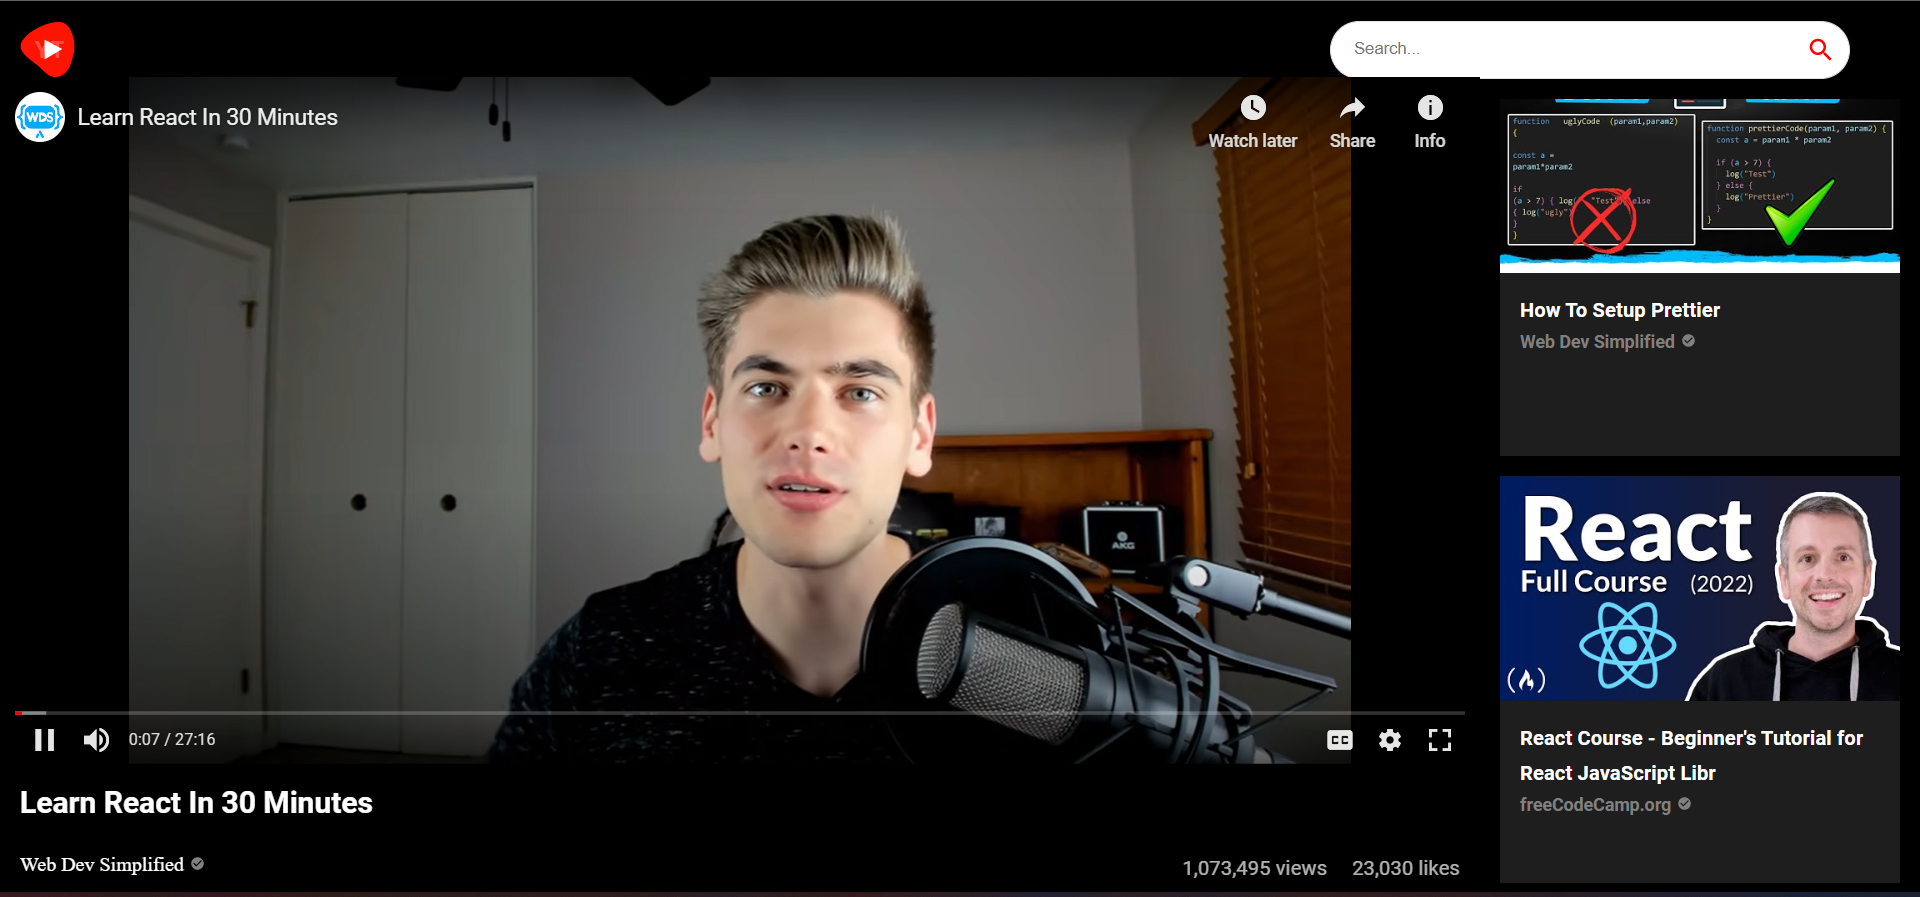 YT
Search...
WDS
Learn React In 30 Minutes
Watch later
Share
Info
AKG
0:07 / 27:16
CC
Learn React In 30 Minutes
Web Dev Simplified
1,073,495 views
23,030 likes
function uglyCode (param1,param2)
{
const a =
param1*param2
if
(a > 7) { log( "Test") }else
{ log("ugly")
}
}
function prettierCode(param1, param2) {
const a = param1 * param2
if (a > 7) {
log("Test")
} else {
log("Prettier")
}
}
How To Setup Prettier
Web Dev Simplified
React
Full Course (2022)
React Course - Beginner's Tutorial for
React JavaScript Libr
freeCodeCamp.org